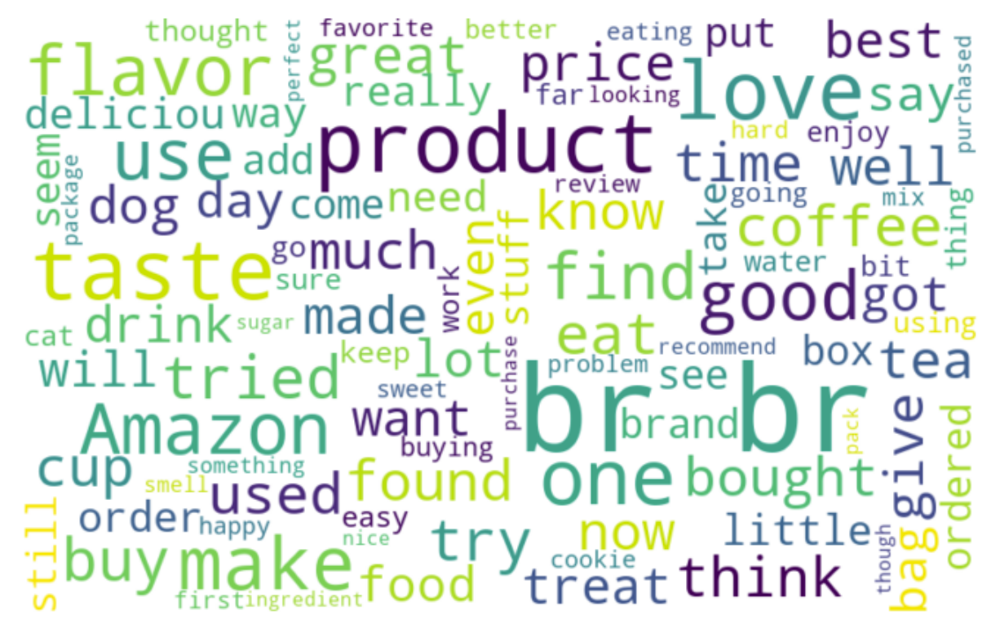 thought
perfect
favorite
better
eating
put
best
flavor
great
price
love
say
purchased
really
far
looking
deliciou
way
product
hard
enjoy
seem
package
use
add
time
well
dog
day
come
need
review
know
take
going
mix
coffee
thing
taste
go
much
even
stuff
find
water
bit
sure
work
good
got
drink
sugar
made
eat
using
cat
will
tried
keep
lot
purchase
recommend
box
tea
problem
see
sweet
br br
Amazon
want
brand
pack
give
ordered
buying
cup
something
smell
used
found
one
bought
bag
still
order
happy
easy
nice
try
now
little
though
buy
make
food
cookie
treat
think
first
ingredient